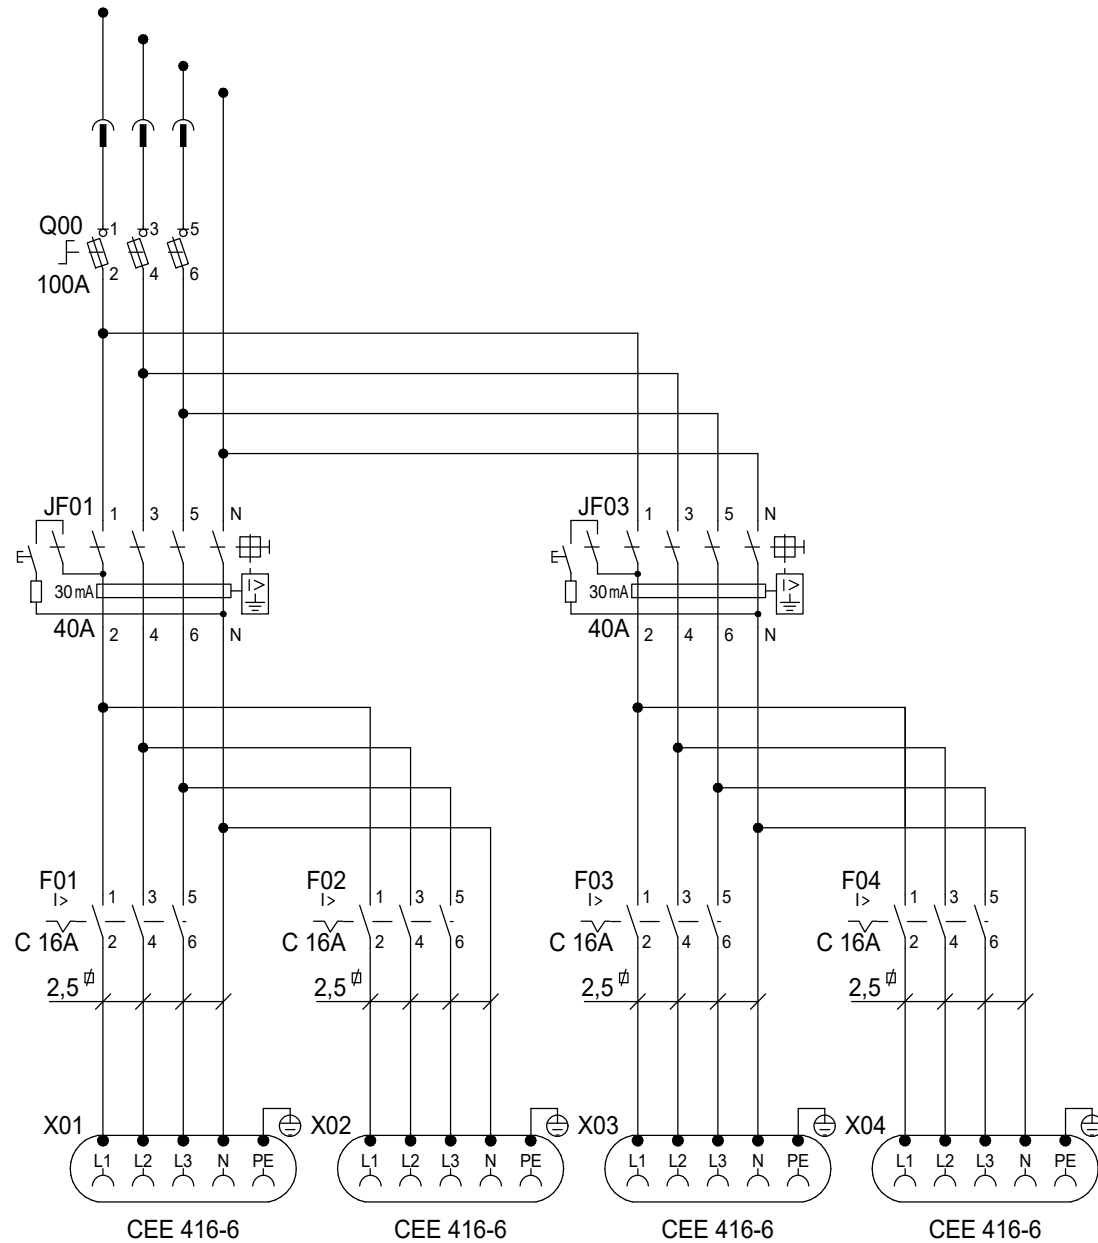 Q00 1 3 5
100A 2 4 6
JF01 1 3 5 N JF03 1 3 5 N
30 mA I> 30 mA I>
40A 2 4 6 N 40A 2 4 6 N
F01 1 3 5 F02 1 3 5 F03 1 3 5 F04 1 3 5
I> I> I> I>
C 16A 2 4 6 C 16A 2 4 6 C 16A 2 4 6 C 16A 2 4 6
2,5 2,5 2,5 2,5
X01 X02 X03 X04
L1 L2 L3 N PE L1 L2 L3 N PE L1 L2 L3 N PE L1 L2 L3 N PE
CEE 416-6 CEE 416-6 CEE 416-6 CEE 416-6